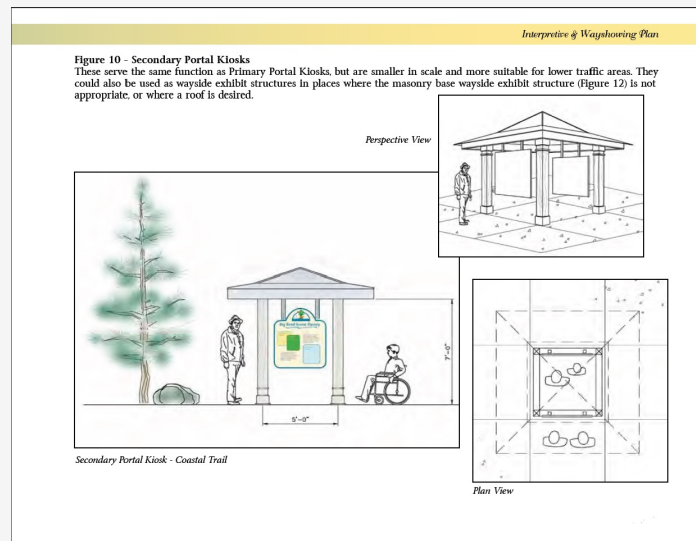 Interpretive & Wayshowing Plan
Figure 10 - Secondary Portal Kiosks
These serve the same function as Primary Portal Kiosks, but are smaller in scale and more suitable for lower traffic areas. They
could also be used as wayside exhibit structures in places where the masonry base wayside exhibit structure (Figure 12) is not
appropriate, or where a roof is desired.
Perspective View
7'-0"
5'-0"
Secondary Portal Kiosk - Coastal Trail
Plan View